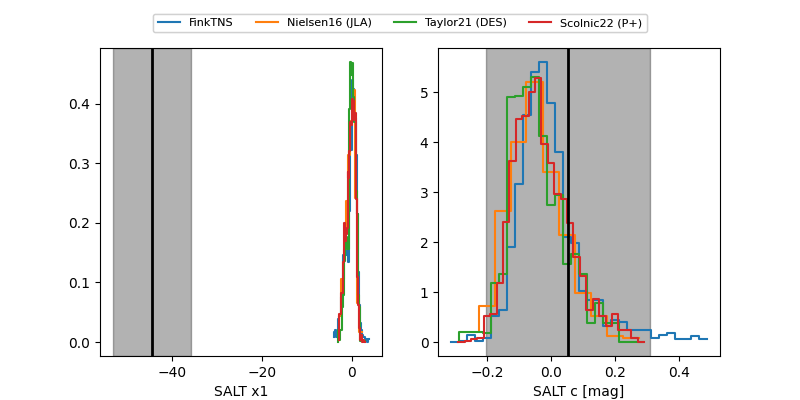 FinkTNS Nielsen16 (JLA) Taylor21 (DES) Scolnic22 (P+)
0.4
0.3
0.2
0.1
0.0
−40 −20 0
SALT x1
5
4
3
2
1
0
−0.2 0.0 0.2 0.4
SALT c [mag]